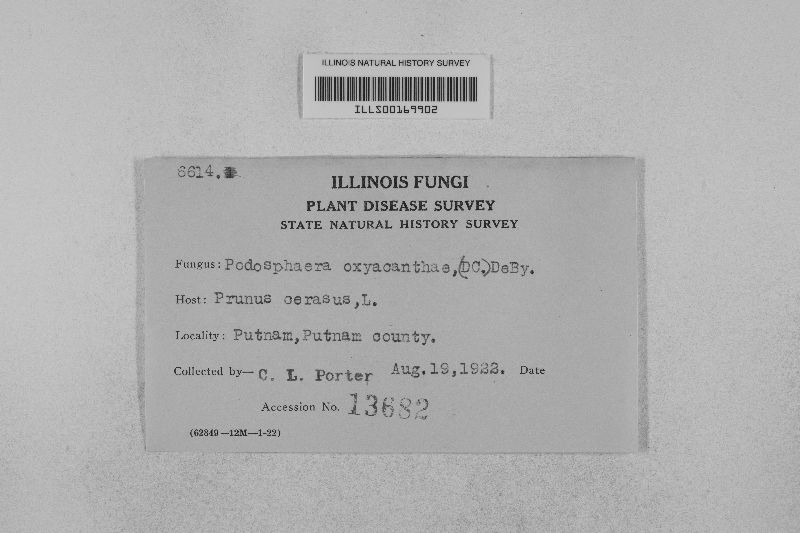 ILLINOIS NATURAL HISTORY SURVEY
ILLS00169902
6614.
ILLINOIS FUNGI
PLANT DISEASE SURVEY
STATE NATURAL HISTORY SURVEY
Fungus: Podosphaera oxyacanthae,(DC.)DeBy.
Host: Prunus cerasus,L.
Locality: Putnam,Putnam county.
Collected by— C. L. Porter Aug.19,1922. Date
Accession No. 13682
(62849—12M—1-22)